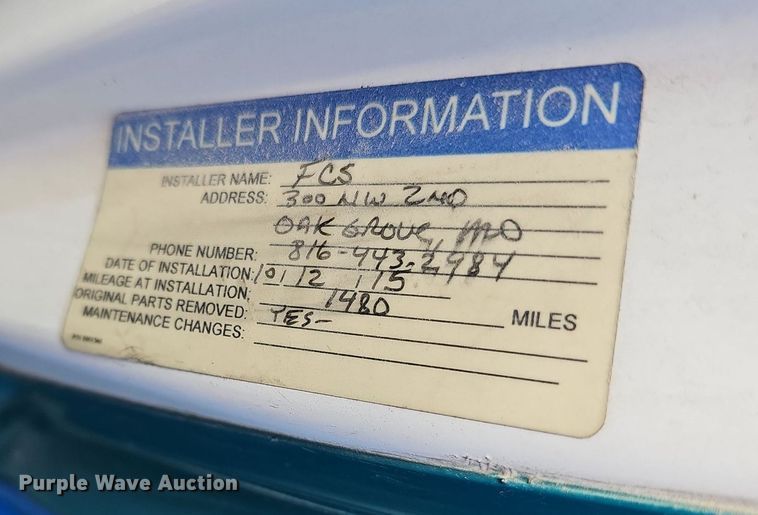 INSTALLER INFORMATION
INSTALLER NAME: FCS
ADDRESS: 300 NW 2ND
OAK GROVE, MO
PHONE NUMBER: 816-443-2984
DATE OF INSTALLATION: 10/12/15
MILEAGE AT INSTALLATION: 1480 MILES
ORIGINAL PARTS REMOVED: YES-
MAINTENANCE CHANGES:
Purple Wave Auction